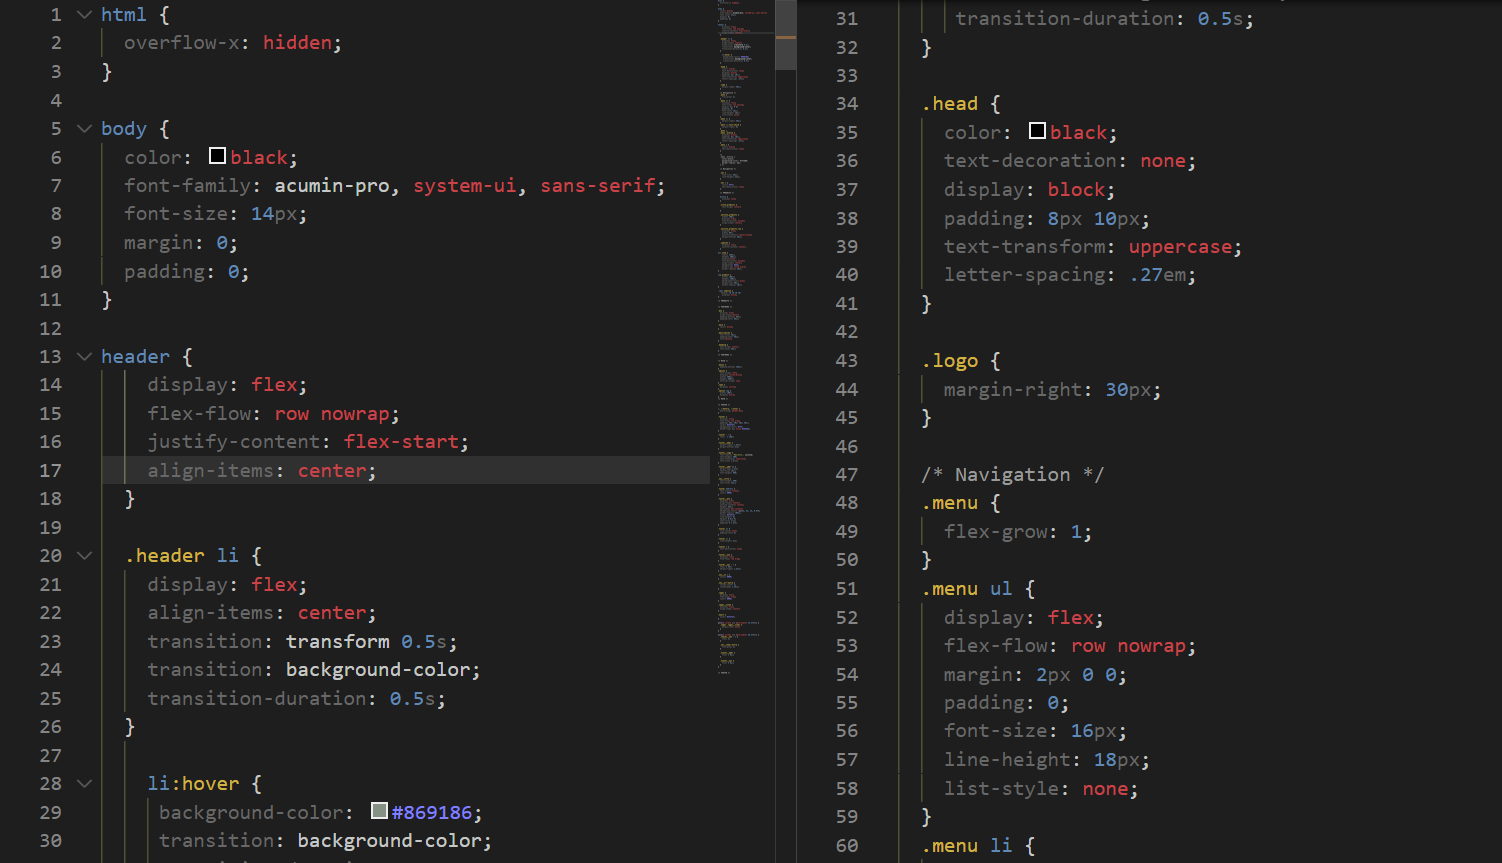 1 html {
2 overflow-x: hidden;
3 }
4
5 body {
6 color: black;
7 font-family: acumin-pro, system-ui, sans-serif;
8 font-size: 14px;
9 margin: 0;
10 padding: 0;
11 }
12
13 header {
14 display: flex;
15 flex-flow: row nowrap;
16 justify-content: flex-start;
17 align-items: center;
18 }
19
20 .header li {
21 display: flex;
22 align-items: center;
23 transition: transform 0.5s;
24 transition: background-color;
25 transition-duration: 0.5s;
26 }
27
28 li:hover {
29 background-color: #869186;
30 transition: background-color;
31 transition-duration: 0.5s;
32 }
33
34 .head {
35 color: black;
36 text-decoration: none;
37 display: block;
38 padding: 8px 10px;
39 text-transform: uppercase;
40 letter-spacing: .27em;
41 }
42
43 .logo {
44 margin-right: 30px;
45 }
46
47 /* Navigation */
48 .menu {
49 flex-grow: 1;
50 }
51 .menu ul {
52 display: flex;
53 flex-flow: row nowrap;
54 margin: 2px 0 0;
55 padding: 0;
56 font-size: 16px;
57 line-height: 18px;
58 list-style: none;
59 }
60 .menu li {